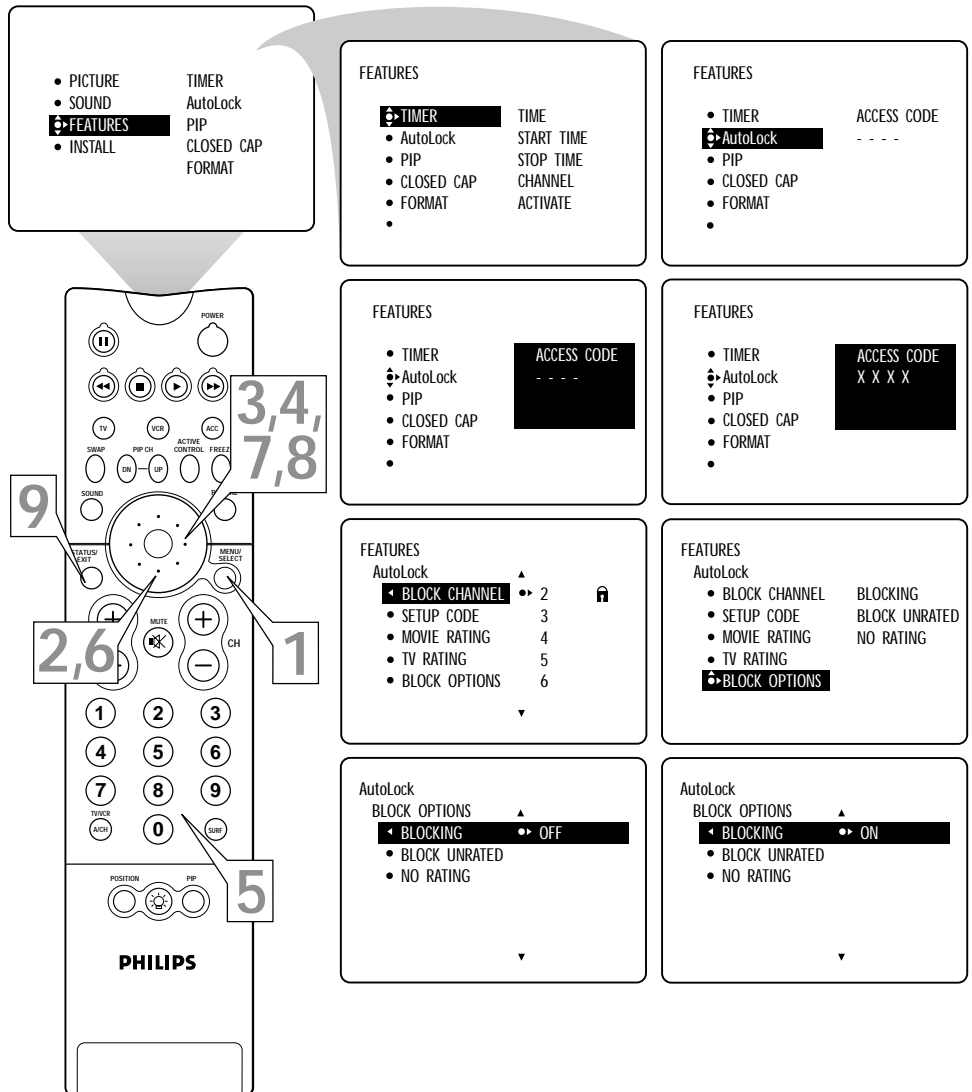 PICTURE TIMER
SOUND AutoLock
FEATURES PIP
INSTALL CLOSED CAP
FORMAT
FEATURES
TIMER TIME
AutoLock START TIME
PIP STOP TIME
CLOSED CAP CHANNEL
FORMAT ACTIVATE
FEATURES
TIMER ACCESS CODE
AutoLock - - - -
PIP
CLOSED CAP
FORMAT
FEATURES
TIMER ACCESS CODE
AutoLock - - - -
PIP
CLOSED CAP
FORMAT
FEATURES
TIMER ACCESS CODE
AutoLock X X X X
PIP
CLOSED CAP
FORMAT
FEATURES
AutoLock
BLOCK CHANNEL 2
SETUP CODE 3
MOVIE RATING 4
TV RATING 5
BLOCK OPTIONS 6
FEATURES
AutoLock
BLOCK CHANNEL BLOCKING
SETUP CODE BLOCK UNRATED
MOVIE RATING NO RATING
TV RATING
BLOCK OPTIONS
AutoLock
BLOCK OPTIONS
BLOCKING OFF
BLOCK UNRATED
NO RATING
AutoLock
BLOCK OPTIONS
BLOCKING ON
BLOCK UNRATED
NO RATING
POWER
TV VCR ACC
SWAP PIP CH ACTIVE CONTROL
DN UP
SOUND
3,4,
7,8
9
STATUS/
EXIT
MENU/
SELECT
2,6
MUTE
CH
1
1 2 3
4 5 6
7 8 9
TV/VCR
A/CH 0 SURF
5
POSITION PIP
PHILIPS